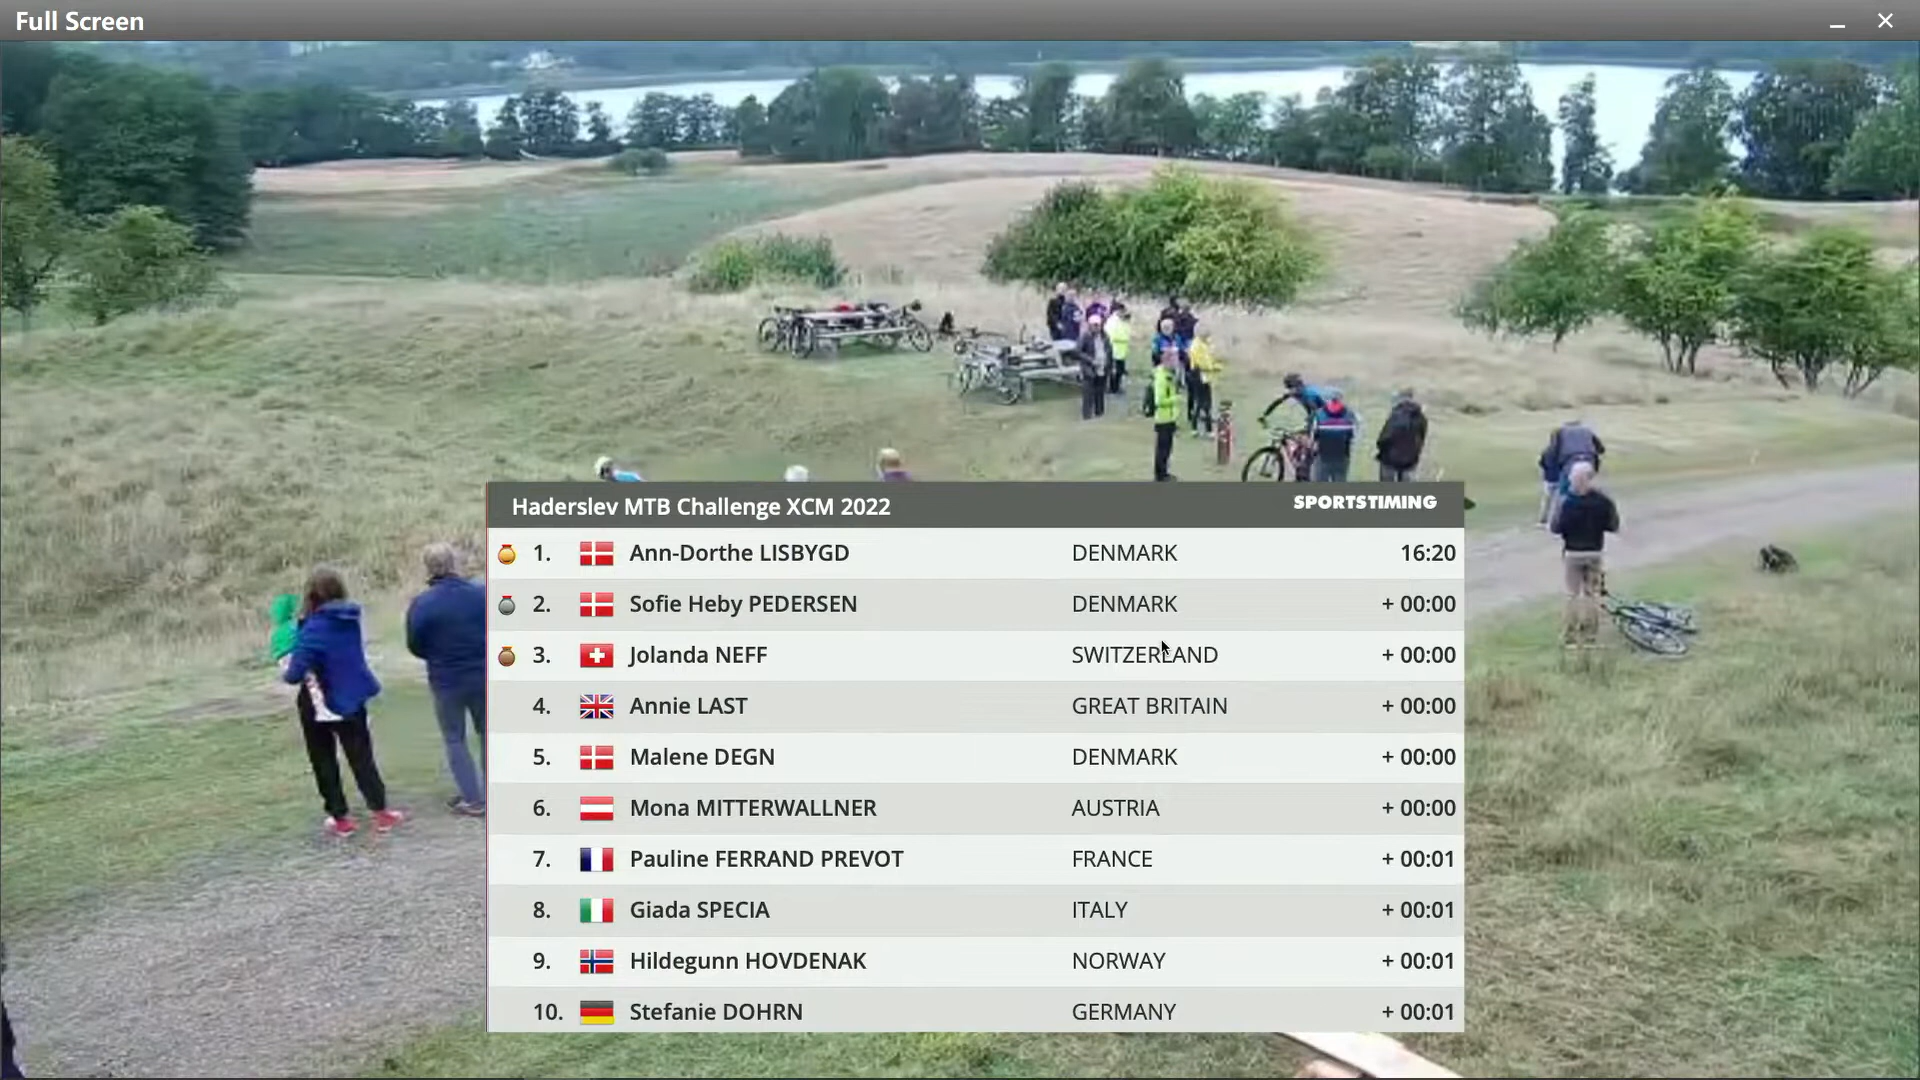 Full Screen
Haderslev MTB Challenge XCM 2022 SPORTSTIMING
1. Ann-Dorthe LISBYGD DENMARK 16:20
2. Sofie Heby PEDERSEN DENMARK + 00:00
3. Jolanda NEFF SWITZERLAND + 00:00
4. Annie LAST GREAT BRITAIN + 00:00
5. Malene DEGN DENMARK + 00:00
6. Mona MITTERWALLNER AUSTRIA + 00:00
7. Pauline FERRAND PREVOT FRANCE + 00:01
8. Giada SPECIA ITALY + 00:01
9. Hildegunn HOVDENAK NORWAY + 00:01
10. Stefanie DOHRN GERMANY + 00:01